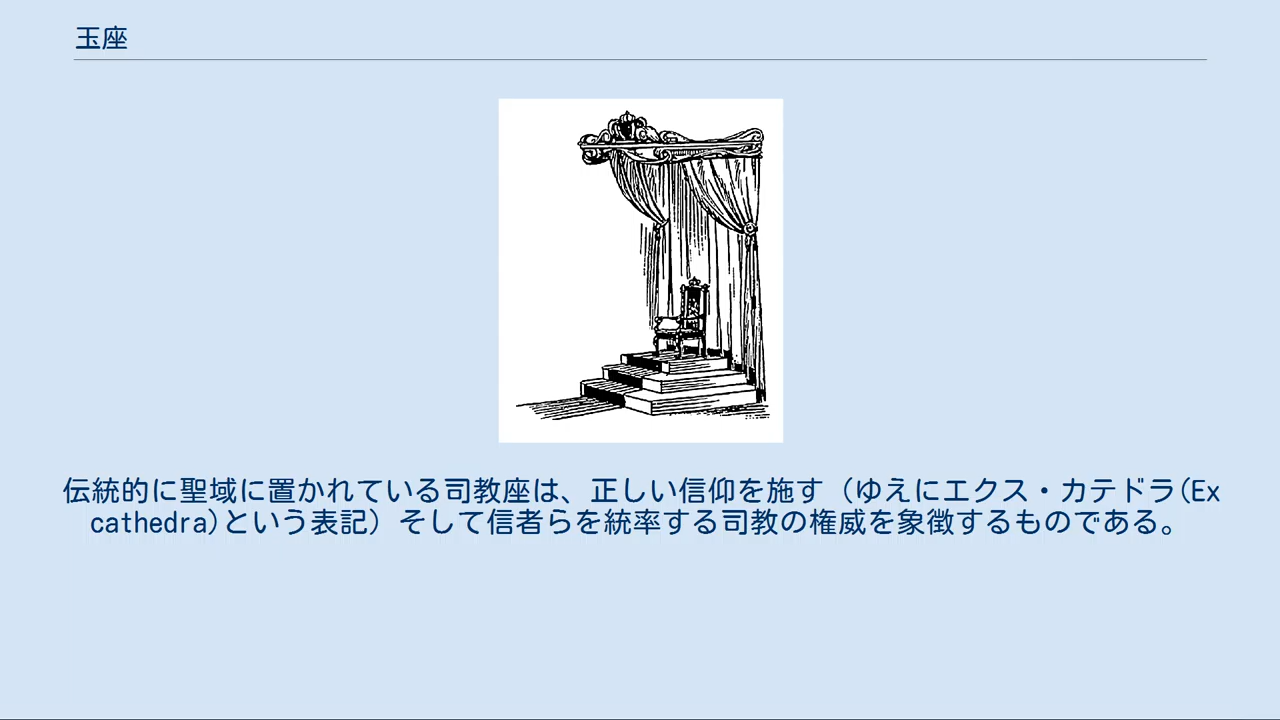 玉座
伝統的に聖域に置かれている司教座は、正しい信仰を施す（ゆえにエクス・カテドラ(Ex
cathedra)という表記）そして信者らを統率する司教の権威を象徴するものである。